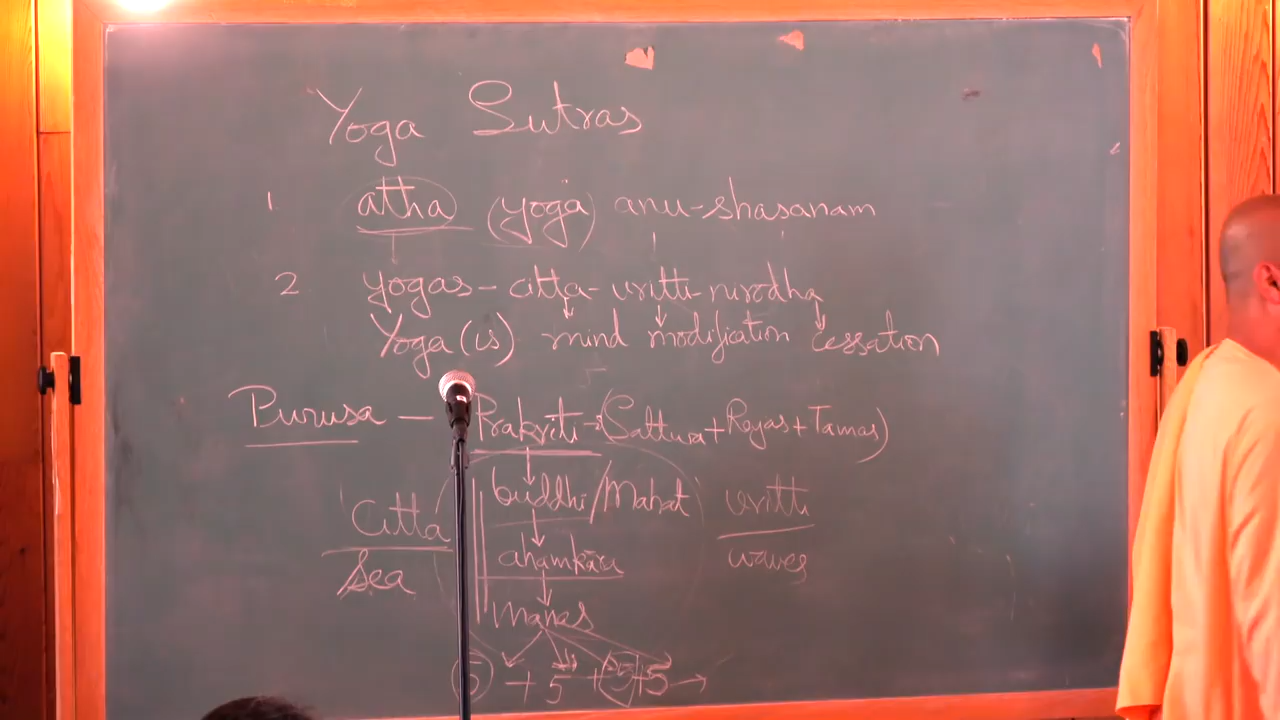 Yoga Sutras
1 atha (yoga) anu-shasanam
2 yogas - citta - vritti - nirodha
Yoga (is) mind modification cessation
Purusa — Prakriti - (Sattva + Rajas + Tamas)
Citta buddhi/Mahat vritti
Sea ahamkāra waves
manas
5 + 5 + 5 + 5 →